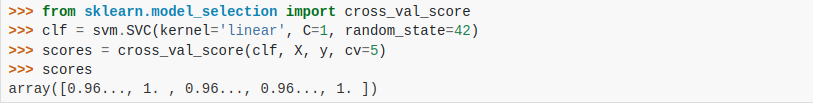 >>> from sklearn.model_selection import cross_val_score
>>> clf = svm.SVC(kernel='linear', C=1, random_state=42)
>>> scores = cross_val_score(clf, X, y, cv=5)
>>> scores
array([0.96..., 1. , 0.96..., 0.96..., 1. ])